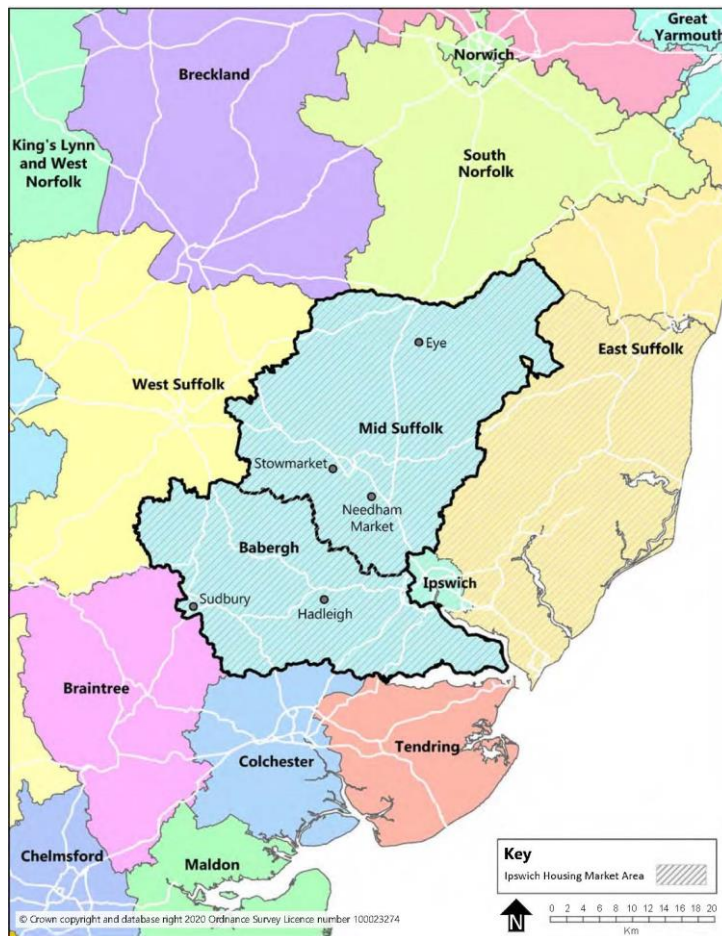 Great
Yarmouth
Norwich
Breckland
King's Lynn
and West
Norfolk
South
Norfolk
Eye
East Suffolk
West Suffolk
Mid Suffolk
Stowmarket
Needham
Market
Babergh
Ipswich
Sudbury
Hadleigh
Braintree
Tendring
Colchester
Chelmsford
Maldon
Key
Ipswich Housing Market Area
© Crown copyright and database right 2020 Ordnance Survey Licence number 100023274
N
0 2 4 6 8 10 12 14 16 18 20
Km